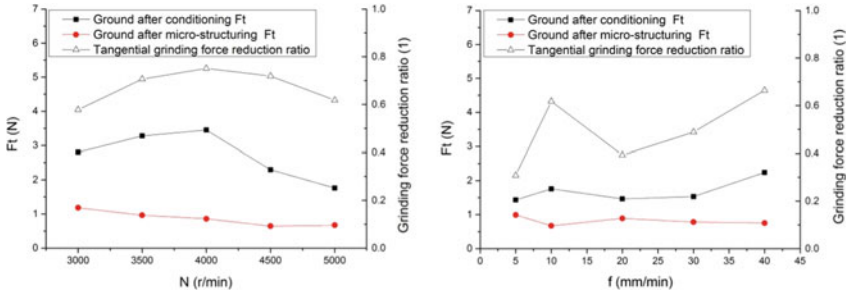 Ground after conditioning Ft
Ground after micro-structuring Ft
Tangential grinding force reduction ratio
7
6
5
4
3
2
1
0
Ft (N)
1.0
0.8
0.6
0.4
0.2
0.0
Grinding force reduction ratio (1)
3000 3500 4000 4500 5000
N (r/min)
Ground after conditioning Ft
Ground after micro-structuring Ft
Tangential grinding force reduction ratio
7
6
5
4
3
2
1
0
Ft (N)
1.0
0.8
0.6
0.4
0.2
0.0
Grinding force reduction ratio (1)
0 5 10 15 20 25 30 35 40 45
f (mm/min)